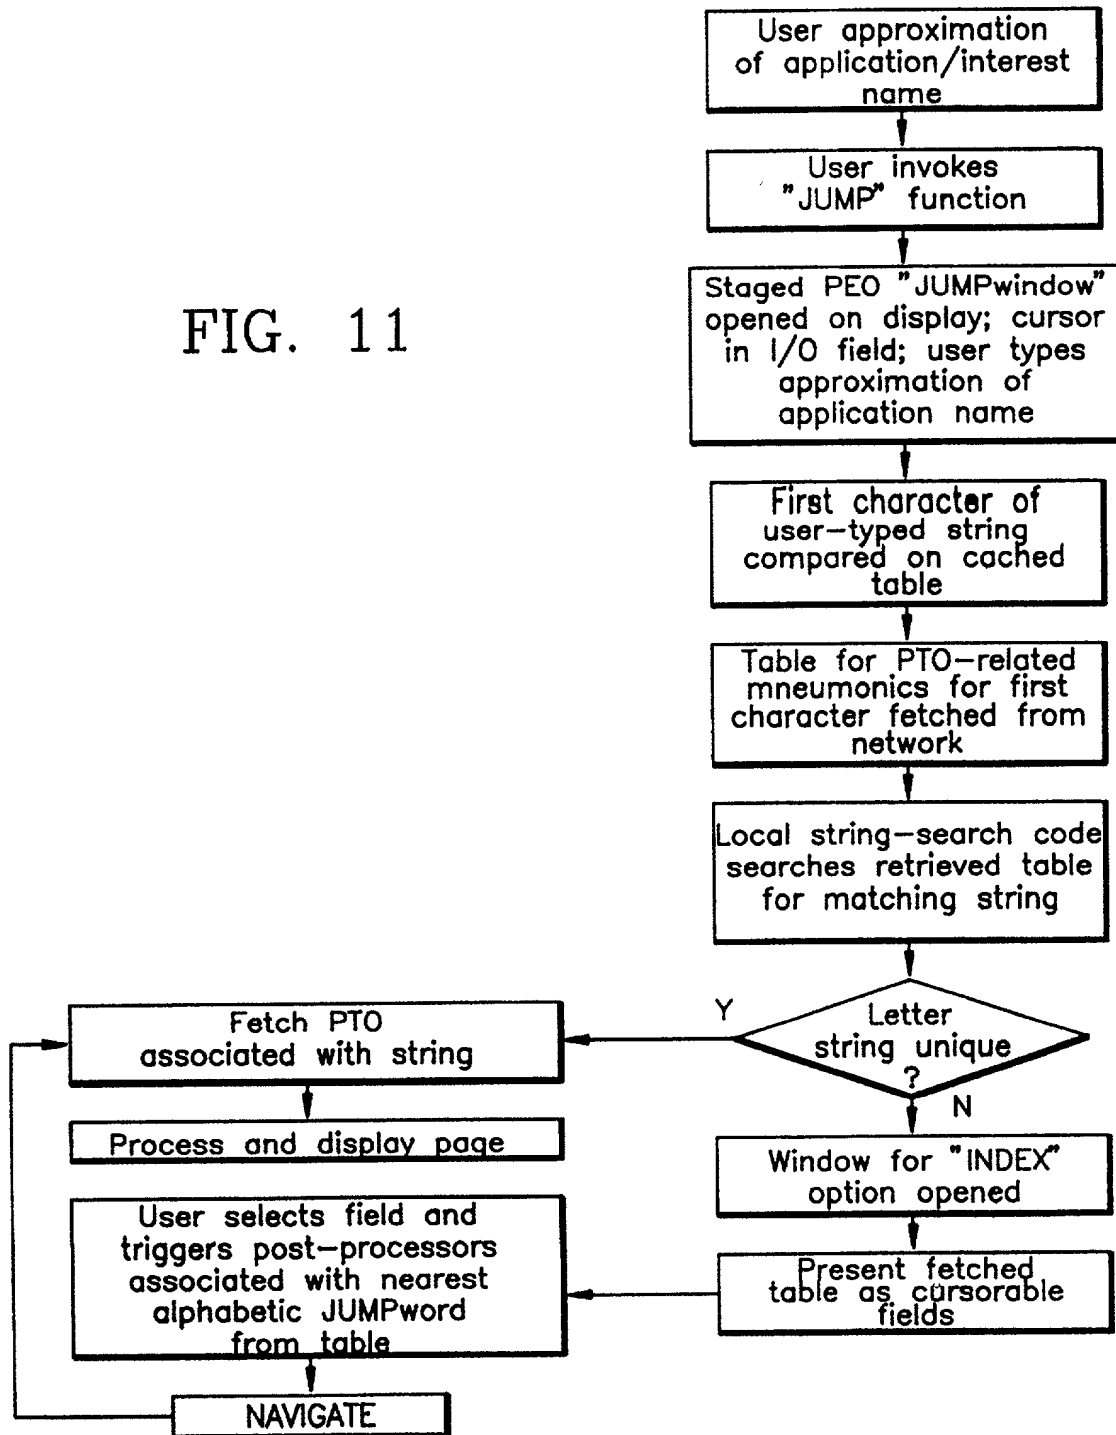 User approximation
of application/interest
name
User invokes
"JUMP" function
FIG. 11
Staged PEO "JUMPwindow"
opened on display; cursor
in I/O field; user types
approximation of
application name
First character of
user-typed string
compared on cached
table
Table for PTO-related
mneumonics for first
character fetched from
network
Local string-search code
searches retrieved table
for matching string
Letter
string unique
?
Y
N
Fetch PTO
associated with string
Process and display page
Window for "INDEX"
option opened
Present fetched
table as cursorable
fields
User selects field and
triggers post-processors
associated with nearest
alphabetic JUMPword
from table
NAVIGATE